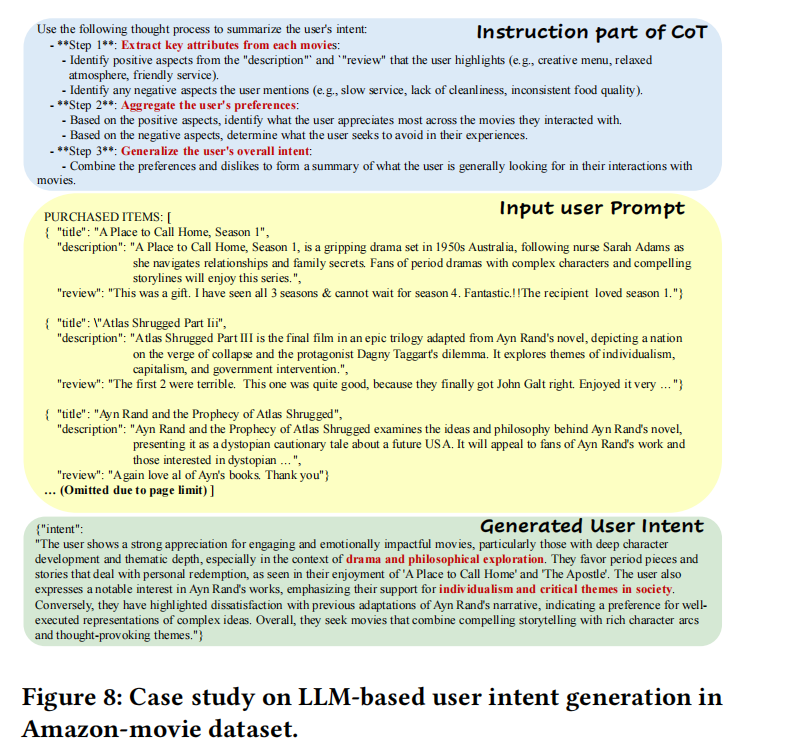 Use the following thought process to summarize the user's intent:
Instruction part of CoT
- **Step 1**: Extract key attributes from each movies:
- Identify positive aspects from the "description"` and `"review" that the user highlights (e.g., creative menu, relaxed
atmosphere, friendly service).
- Identify any negative aspects the user mentions (e.g., slow service, lack of cleanliness, inconsistent food quality).
- **Step 2**: Aggregate the user's preferences:
- Based on the positive aspects, identify what the user appreciates most across the movies they interacted with.
- Based on the negative aspects, determine what the user seeks to avoid in their experiences.
- **Step 3**: Generalize the user's overall intent:
- Combine the preferences and dislikes to form a summary of what the user is generally looking for in their interactions with
movies.
Input user Prompt
PURCHASED ITEMS: [
{ "title": "A Place to Call Home, Season 1",
"description": "A Place to Call Home, Season 1, is a gripping drama set in 1950s Australia, following nurse Sarah Adams as
she navigates relationships and family secrets. Fans of period dramas with complex characters and compelling
storylines will enjoy this series.",
"review": "This was a gift. I have seen all 3 seasons & cannot wait for season 4. Fantastic.!!The recipient loved season 1."}
{ "title": \"Atlas Shrugged Part Iii",
"description": "Atlas Shrugged Part III is the final film in an epic trilogy adapted from Ayn Rand's novel, depicting a nation
on the verge of collapse and the protagonist Dagny Taggart's dilemma. It explores themes of individualism,
capitalism, and government intervention.",
"review": "The first 2 were terrible. This one was quite good, because they finally got John Galt right. Enjoyed it very ... "}
{ "title": "Ayn Rand and the Prophecy of Atlas Shrugged",
"description": "Ayn Rand and the Prophecy of Atlas Shrugged examines the ideas and philosophy behind Ayn Rand's novel,
presenting it as a dystopian cautionary tale about a future USA. It will appeal to fans of Ayn Rand's work and
those interested in dystopian ... ",
"review": "Again love al of Ayn's books. Thank you"}
... (Omitted due to page limit) ]
Generated User Intent
{"intent":
"The user shows a strong appreciation for engaging and emotionally impactful movies, particularly those with deep character
development and thematic depth, especially in the context of drama and philosophical exploration. They favor period pieces and
stories that deal with personal redemption, as seen in their enjoyment of 'A Place to Call Home' and 'The Apostle'. The user also
expresses a notable interest in Ayn Rand's works, emphasizing their support for individualism and critical themes in society.
Conversely, they have highlighted dissatisfaction with previous adaptations of Ayn Rand's narrative, indicating a preference for well-
executed representations of complex ideas. Overall, they seek movies that combine compelling storytelling with rich character arcs
and thought-provoking themes."}
Figure 8: Case study on LLM-based user intent generation in
Amazon-movie dataset.